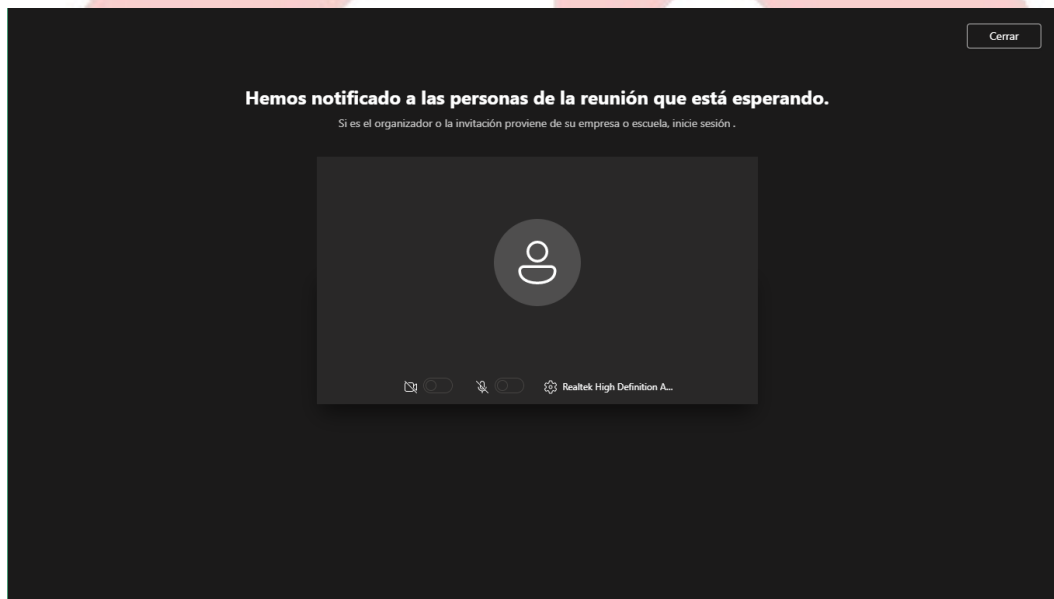 Cerrar
Hemos notificado a las personas de la reunión que está esperando.
Si es el organizador o la invitación proviene de su empresa o escuela, inicie sesión .
Realtek High Definition A...